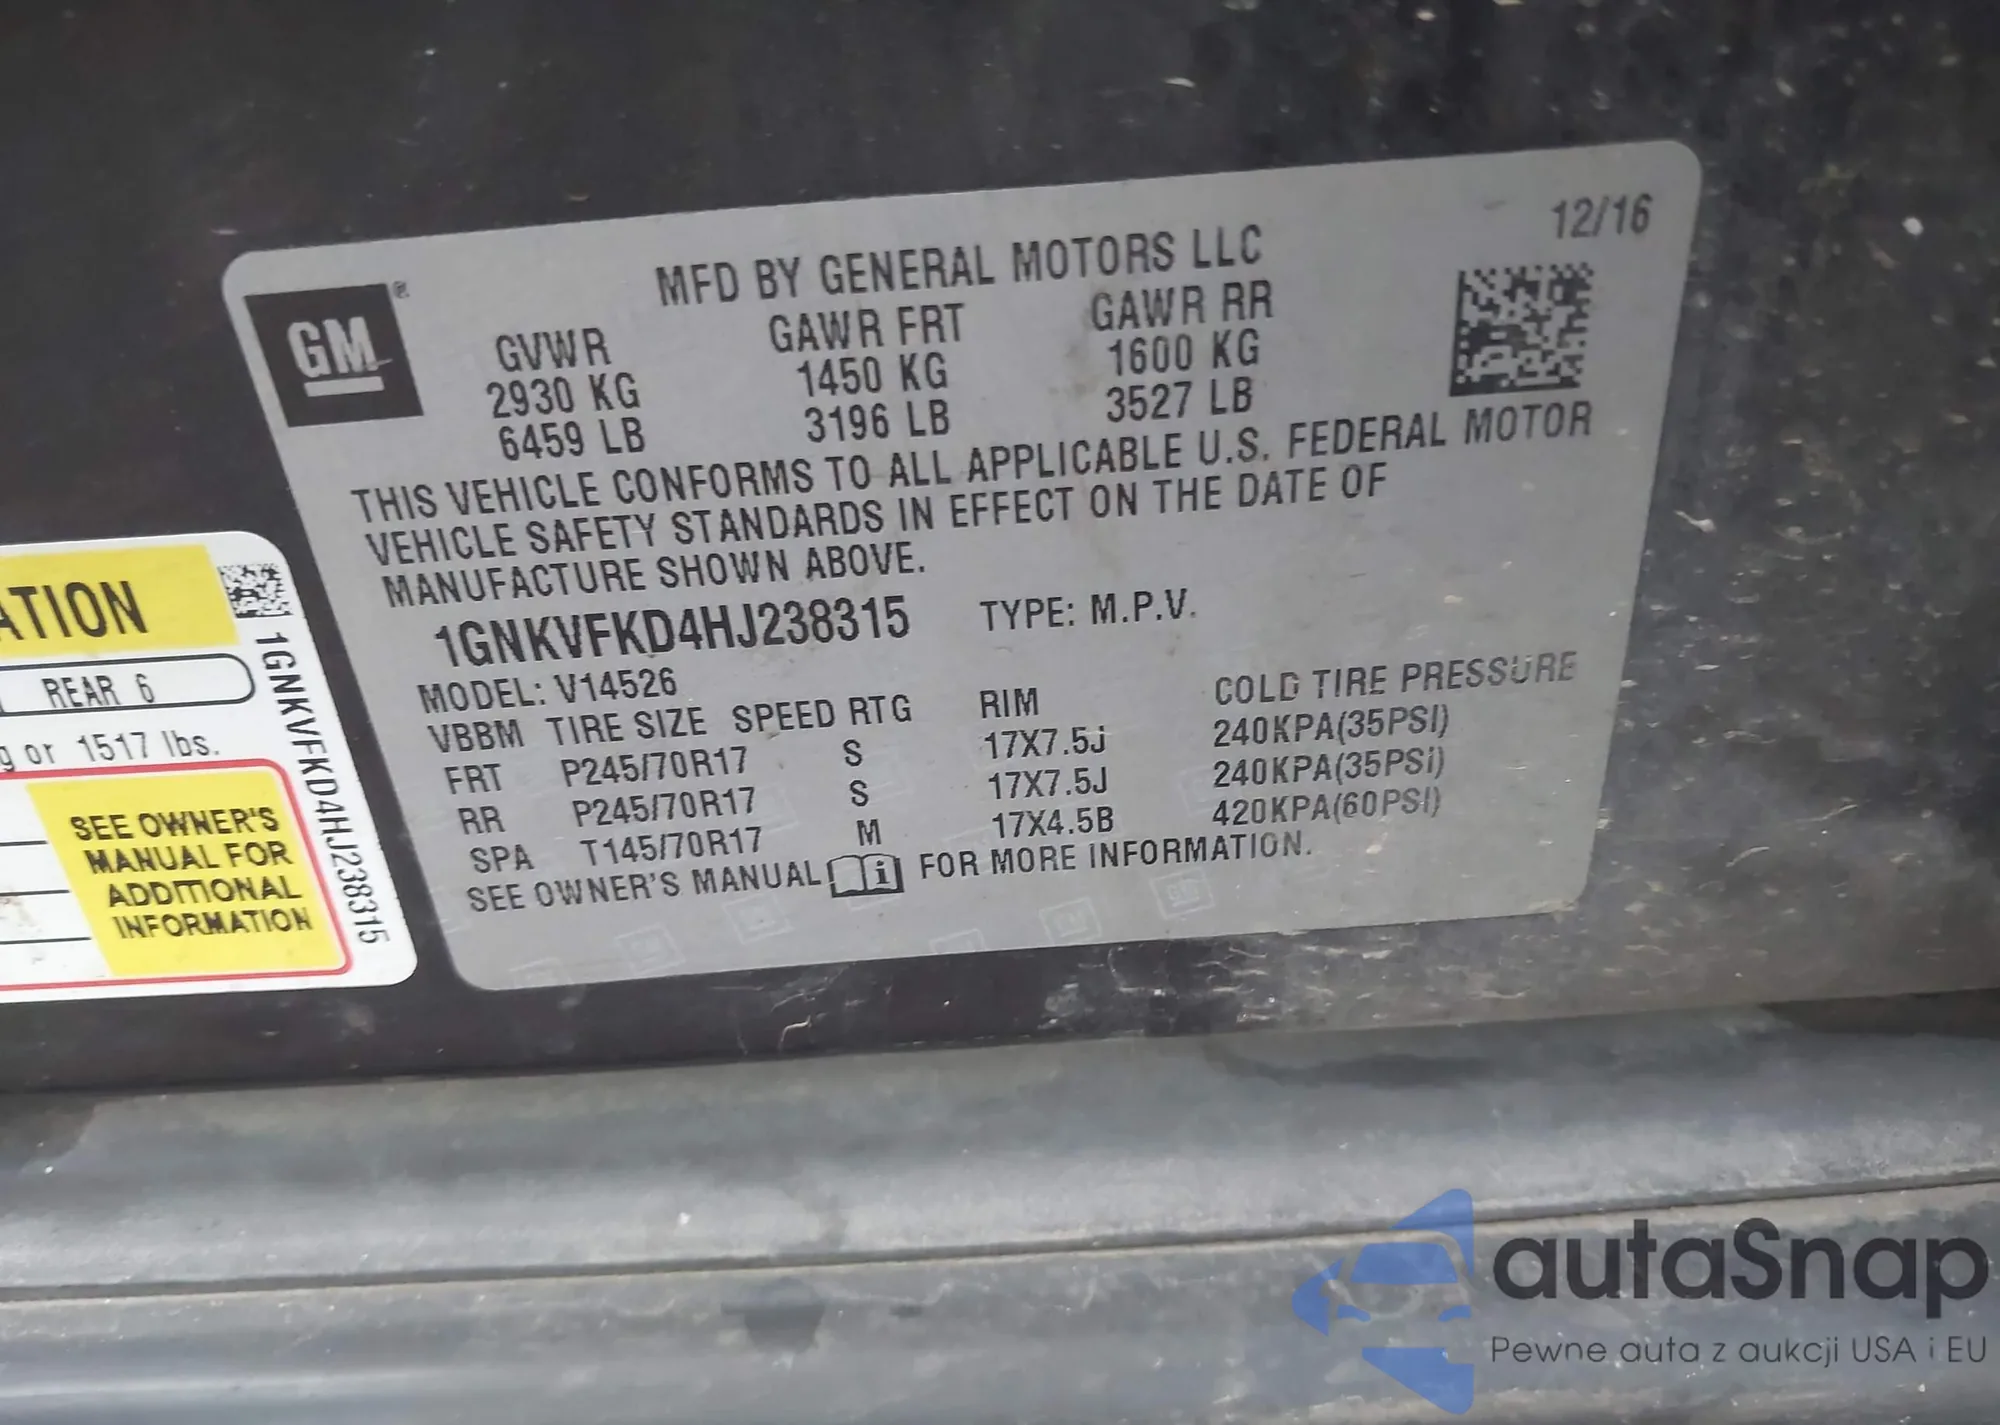 12/16
MFD BY GENERAL MOTORS LLC
GM
GVWR GAWR FRT GAWR RR
2930 KG 1450 KG 1600 KG
6459 LB 3196 LB 3527 LB
THIS VEHICLE CONFORMS TO ALL APPLICABLE U.S. FEDERAL MOTOR
VEHICLE SAFETY STANDARDS IN EFFECT ON THE DATE OF
MANUFACTURE SHOWN ABOVE.
1GNKVFKD4HJ238315 TYPE: M.P.V.
MODEL: V14526
VBBM TIRE SIZE SPEED RTG RIM COLD TIRE PRESSURE
FRT P245/70R17 S 17X7.5J 240KPA(35PSI)
RR P245/70R17 S 17X7.5J 240KPA(35PSI)
SPA T145/70R17 M 17X4.5B 420KPA(60PSI)
SEE OWNER'S MANUAL FOR MORE INFORMATION.
ATION
REAR 6
g or 1517 lbs.
SEE OWNER'S
MANUAL FOR
ADDITIONAL
INFORMATION
1GNKVFKD4HJ238315
autaSnap
Pewne auta z aukcji USA i EU